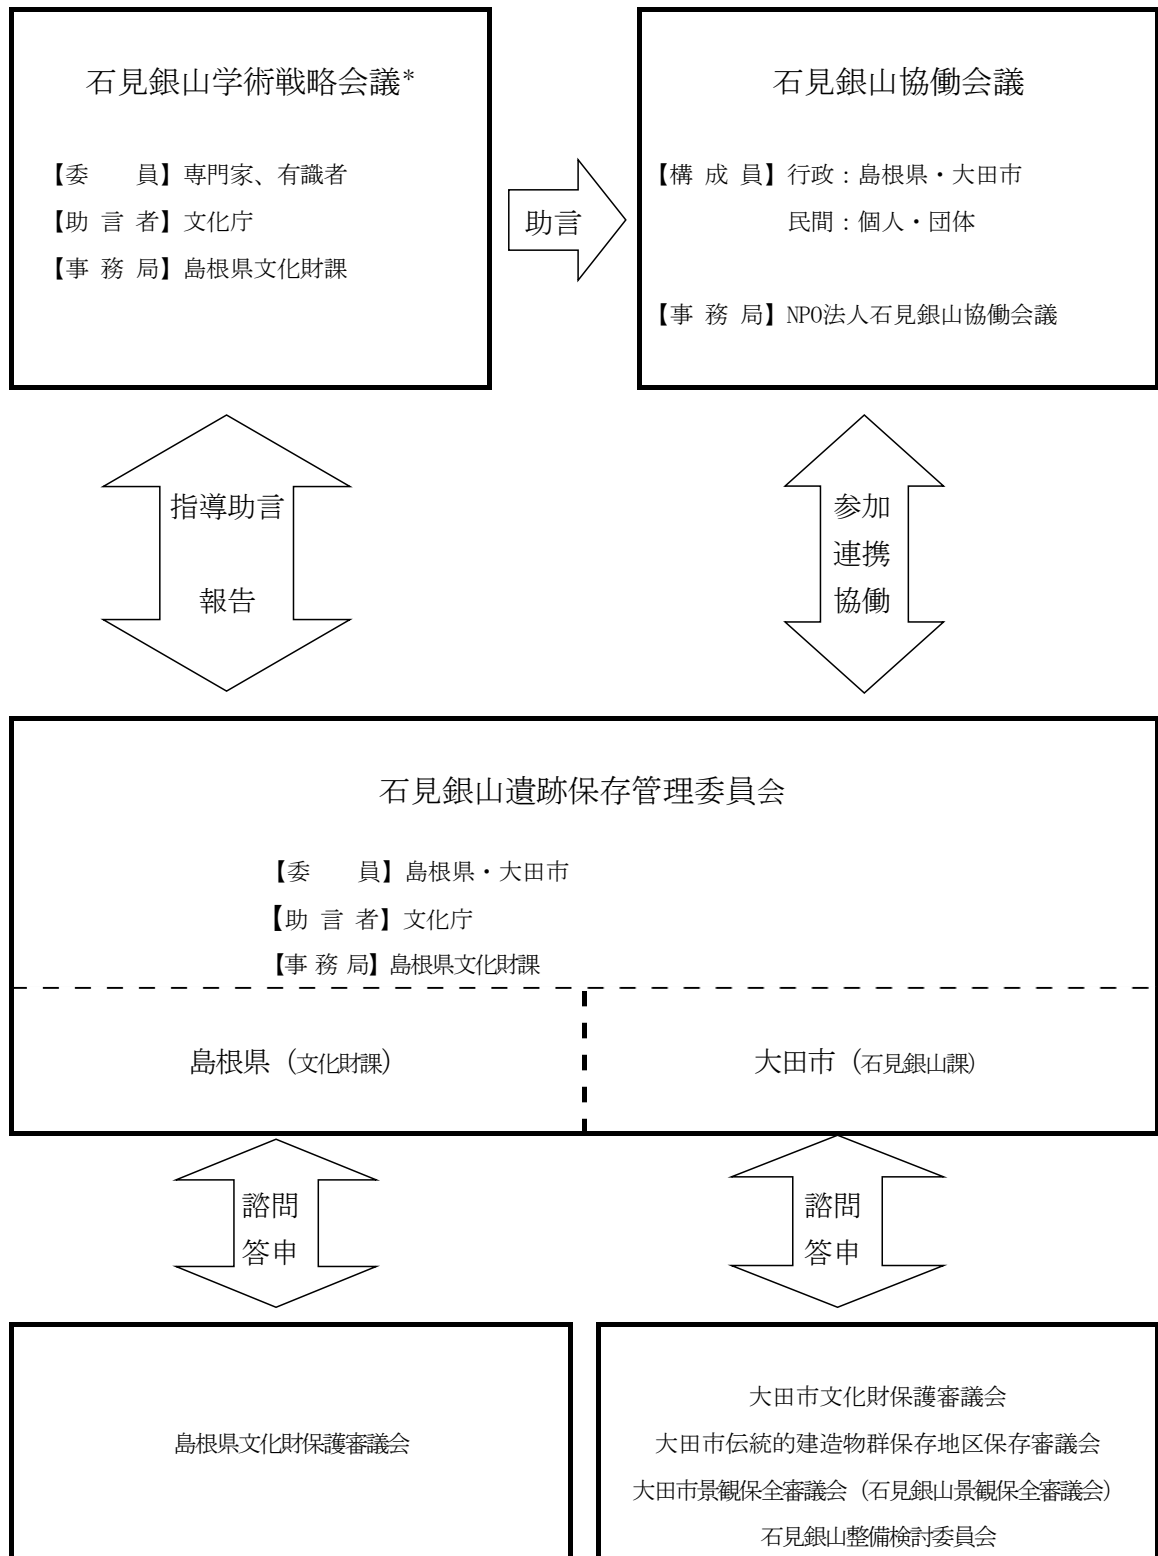 石見銀山学術戦略会議*
【委　　員】専門家、有識者
【助 言 者】文化庁
【事 務 局】島根県文化財課
助言
石見銀山協働会議
【構 成 員】行政：島根県・大田市
民間：個人・団体
【事 務 局】NPO法人石見銀山協働会議
指導助言
報告
参加
連携
協働
石見銀山遺跡保存管理委員会
【委　　員】島根県・大田市
【助 言 者】文化庁
【事 務 局】島根県文化財課
島根県（文化財課）
大田市（石見銀山課）
諮問
答申
諮問
答申
島根県文化財保護審議会
大田市文化財保護審議会
大田市伝統的建造物群保存地区保存審議会
大田市景観保全審議会（石見銀山景観保全審議会）
石見銀山整備検討委員会